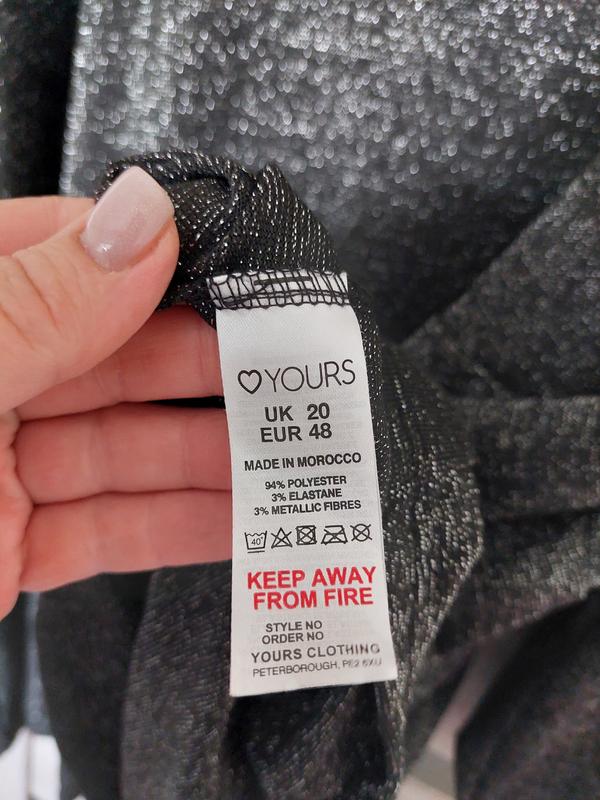 YOURS
UK 20
EUR 48
MADE IN MOROCCO
94% POLYESTER
3% ELASTANE
3% METALLIC FIBRES
40°
KEEP AWAY
FROM FIRE
STYLE NO
ORDER NO
YOURS CLOTHING
PETERBOROUGH, PE2 6XU